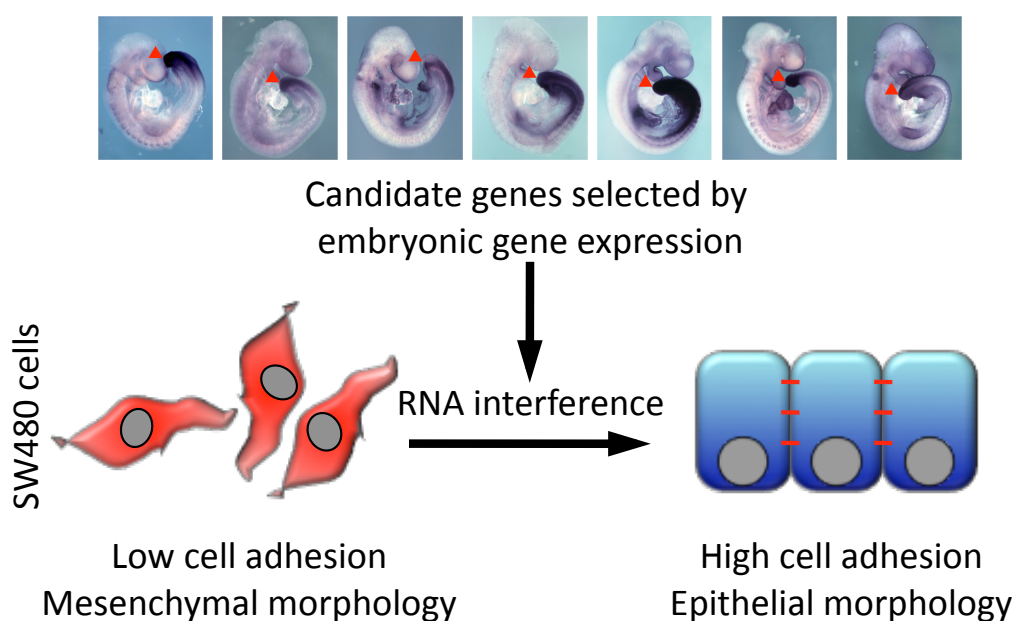 Candidate genes selected by
embryonic gene expression
SW480 cells
RNA interference
Low cell adhesion
Mesenchymal morphology
High cell adhesion
Epithelial morphology